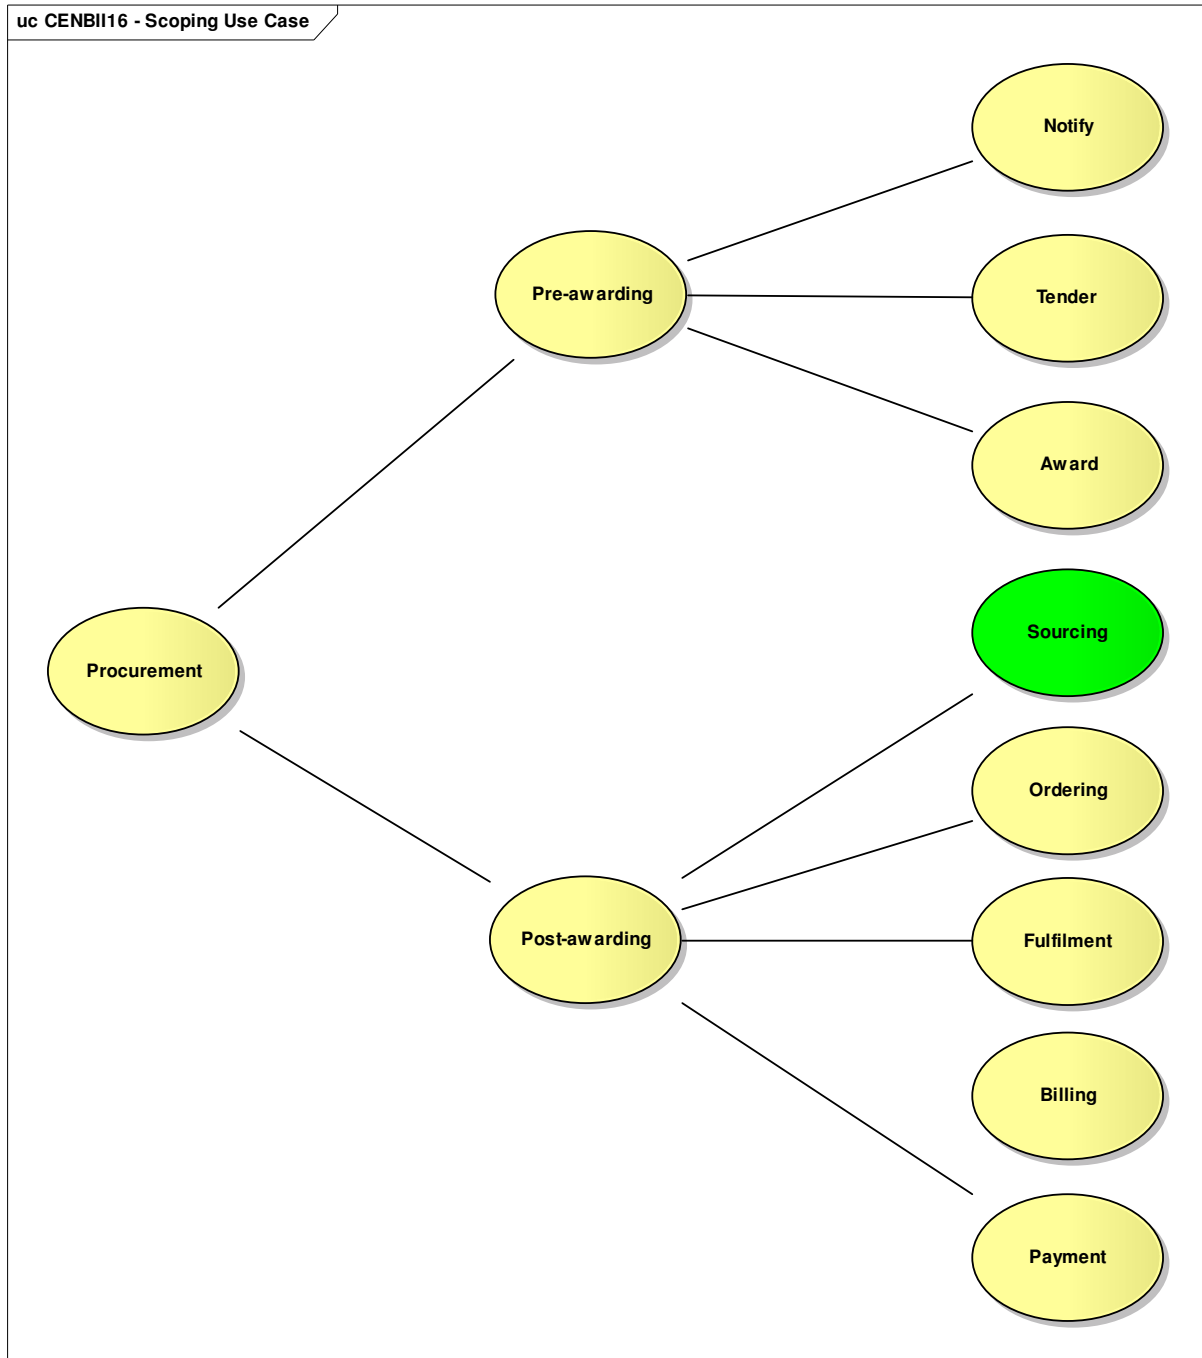 uc CENBII16 - Scoping Use Case
Notify
Pre-awarding
Tender
Award
Sourcing
Procurement
Ordering
Post-awarding
Fulfilment
Billing
Payment